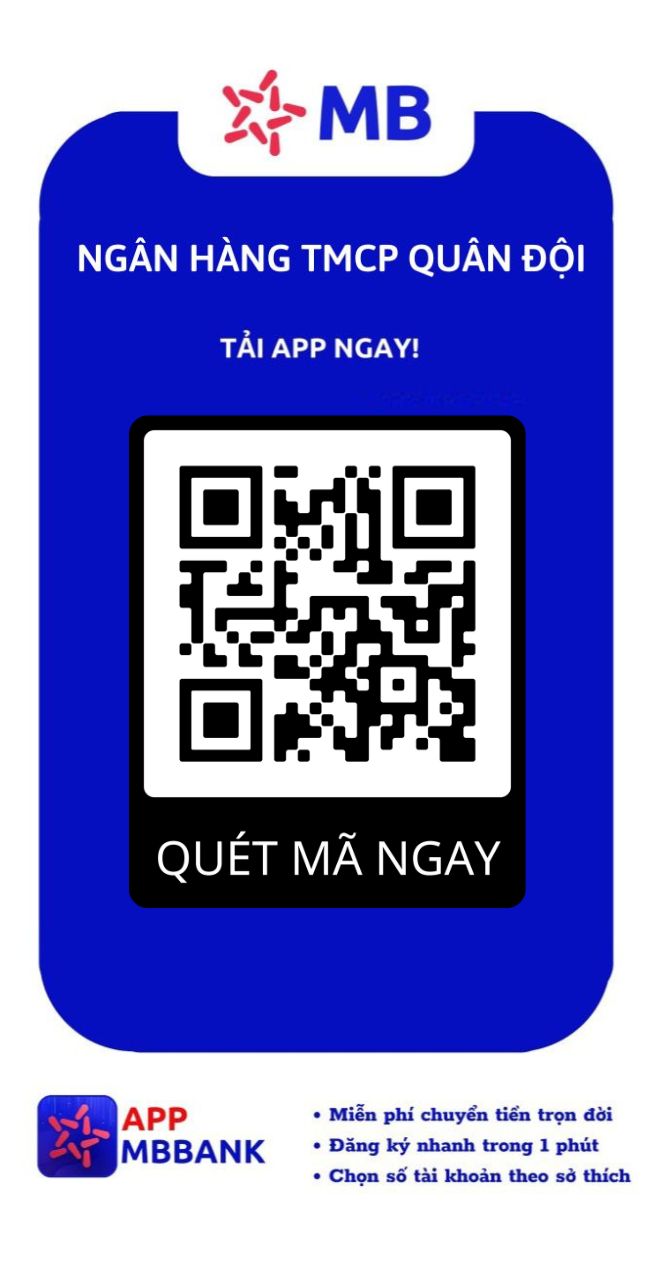 MB
NGÂN HÀNG TMCP QUÂN ĐỘI
TẢI APP NGAY!
QUÉT MÃ NGAY
APP
MBBANK
• Miễn phí chuyển tiền trọn đời
• Đăng ký nhanh trong 1 phút
• Chọn số tài khoản theo sở thích